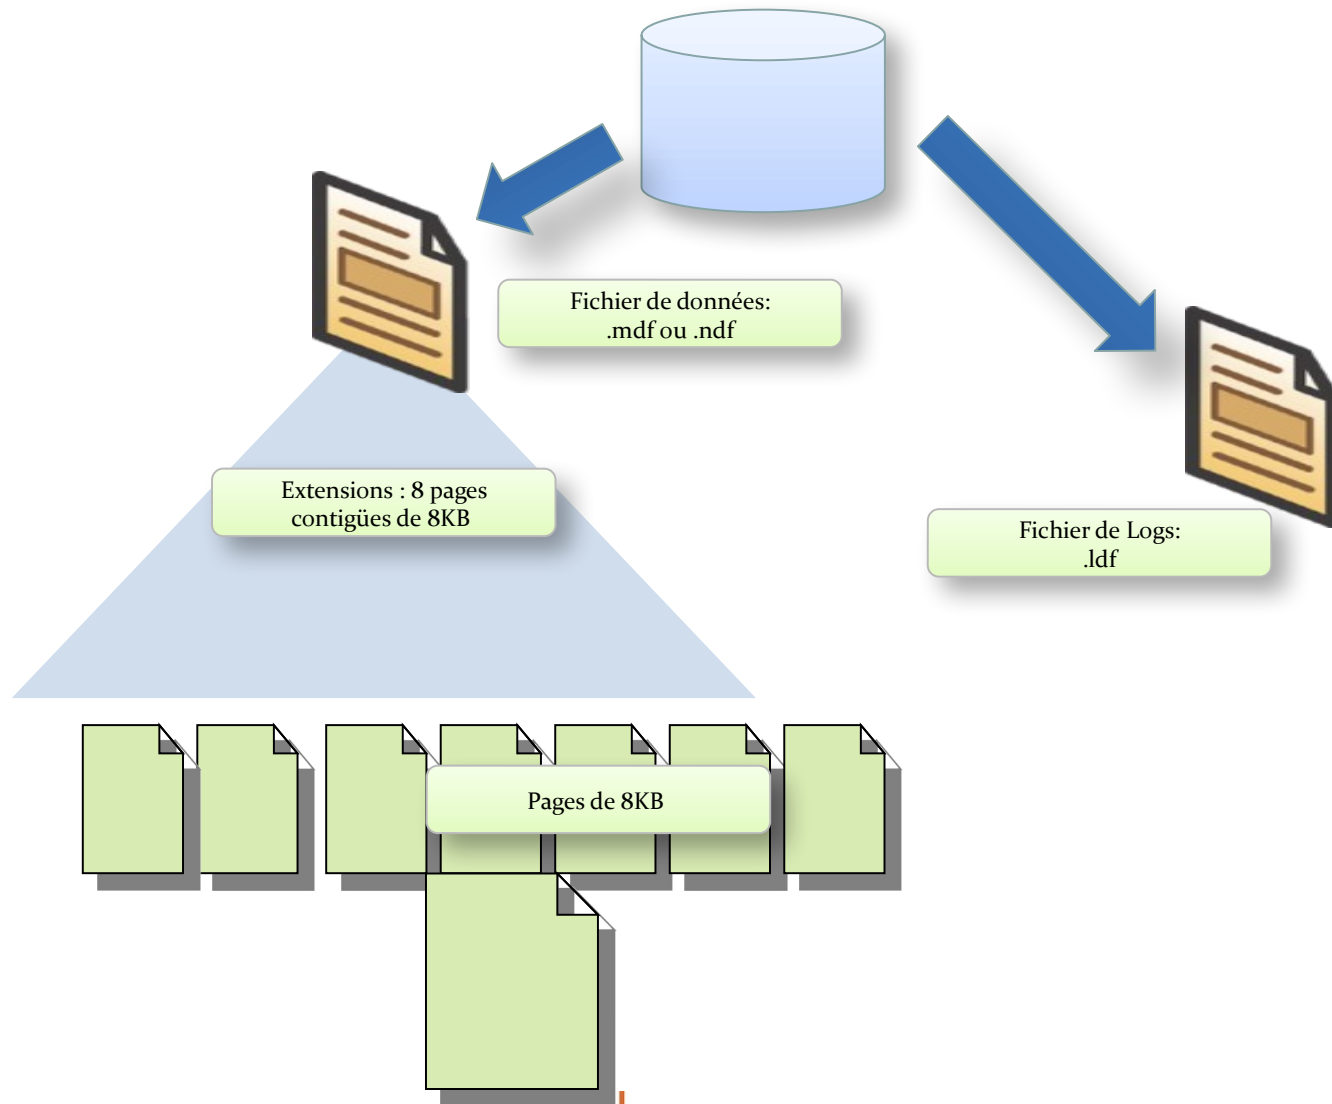 Fichier de données:
.mdf ou .ndf
Extensions : 8 pages
contigües de 8KB
Fichier de Logs:
.ldf
Pages de 8KB